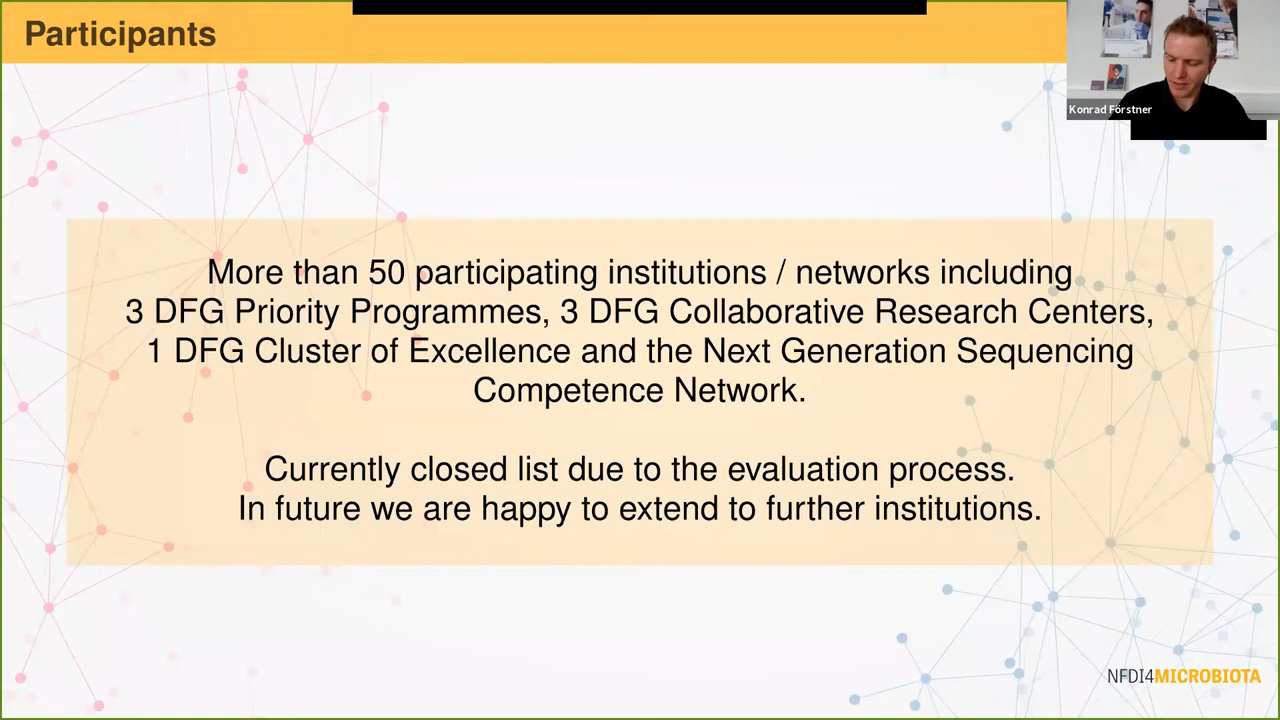 Participants
Konrad Förstner
More than 50 participating institutions / networks including
3 DFG Priority Programmes, 3 DFG Collaborative Research Centers,
1 DFG Cluster of Excellence and the Next Generation Sequencing
Competence Network.
Currently closed list due to the evaluation process.
In future we are happy to extend to further institutions.
NFDI4MICROBIOTA